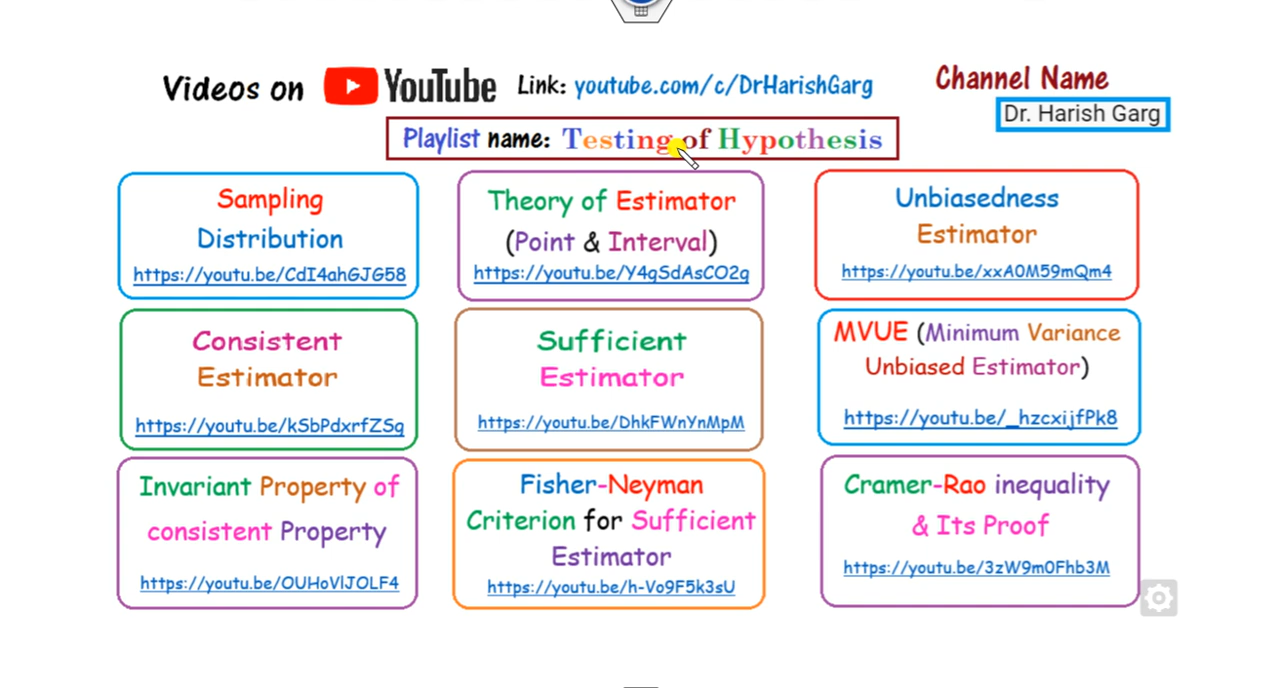 Videos on YouTube Link: youtube.com/c/DrHarishGarg
Channel Name
Dr. Harish Garg
Playlist name: Testing of Hypothesis
Sampling
Distribution
https://youtu.be/CdI4ahGJG58
Theory of Estimator
(Point & Interval)
https://youtu.be/Y4gSdAsCO2g
Unbiasedness
Estimator
https://youtu.be/xxA0M59mQm4
Consistent
Estimator
https://youtu.be/kSbPdxrfZSg
Sufficient
Estimator
https://youtu.be/DhkFWnYnMpM
MVUE (Minimum Variance
Unbiased Estimator)
https://youtu.be/_hzcxijfPk8
Invariant Property of
consistent Property
https://youtu.be/OUHoVlJOLF4
Fisher-Neyman
Criterion for Sufficient
Estimator
https://youtu.be/h-Vo9F5k3sU
Cramer-Rao inequality
& Its Proof
https://youtu.be/3zW9m0Fhb3M